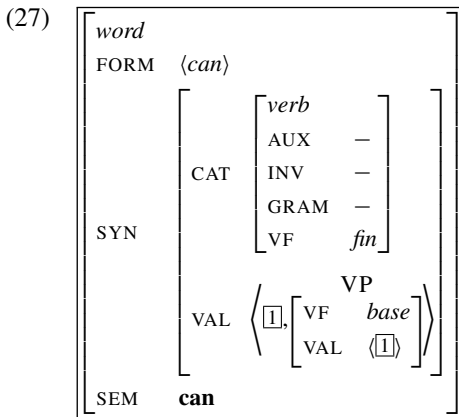 (27)
word
FORM ⟨can⟩
verb
AUX −
CAT INV −
GRAM −
SYN VF fin
VP
VAL ⟨1, VF base
VAL ⟨1⟩⟩
SEM can